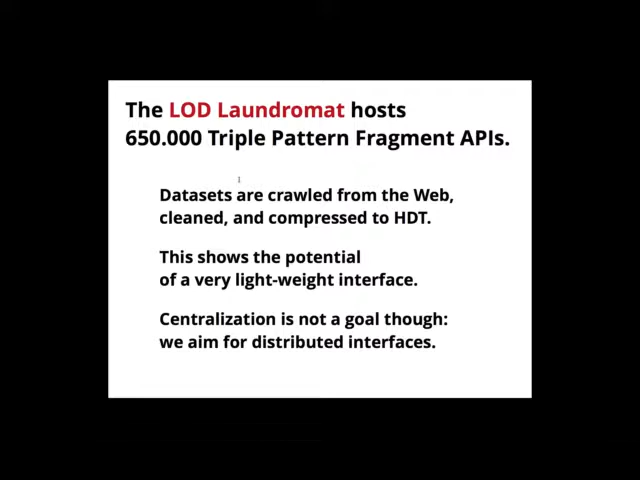 The LOD Laundromat hosts
650.000 Triple Pattern Fragment APIs.
Datasets are crawled from the Web,
cleaned, and compressed to HDT.
This shows the potential
of a very light-weight interface.
Centralization is not a goal though:
we aim for distributed interfaces.